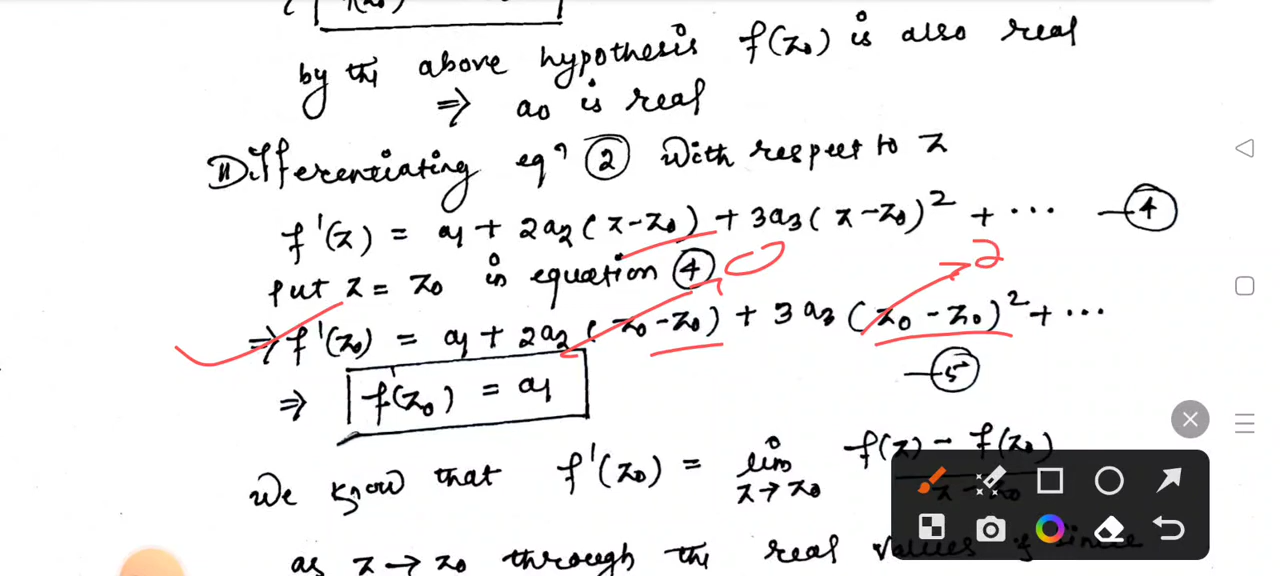 by the above hypothesis f(z₀) is also real
⇒ a₀ is real
Differentiating eqⁿ ② with respect to z
f'(z) = a₁ + 2a₂(z-z₀) + 3a₃(z-z₀)² + ... —④
put z = z₀ in equation ④
⇒ f'(z₀) = a₁ + 2a₂(z₀-z₀) + 3a₃(z₀-z₀)² + ...
—⑤
⇒ f'(z₀) = a₁
We know that f'(z₀) = lim z→z₀ f(z) - f(z₀) / z - z₀
as z→z₀ through the real values